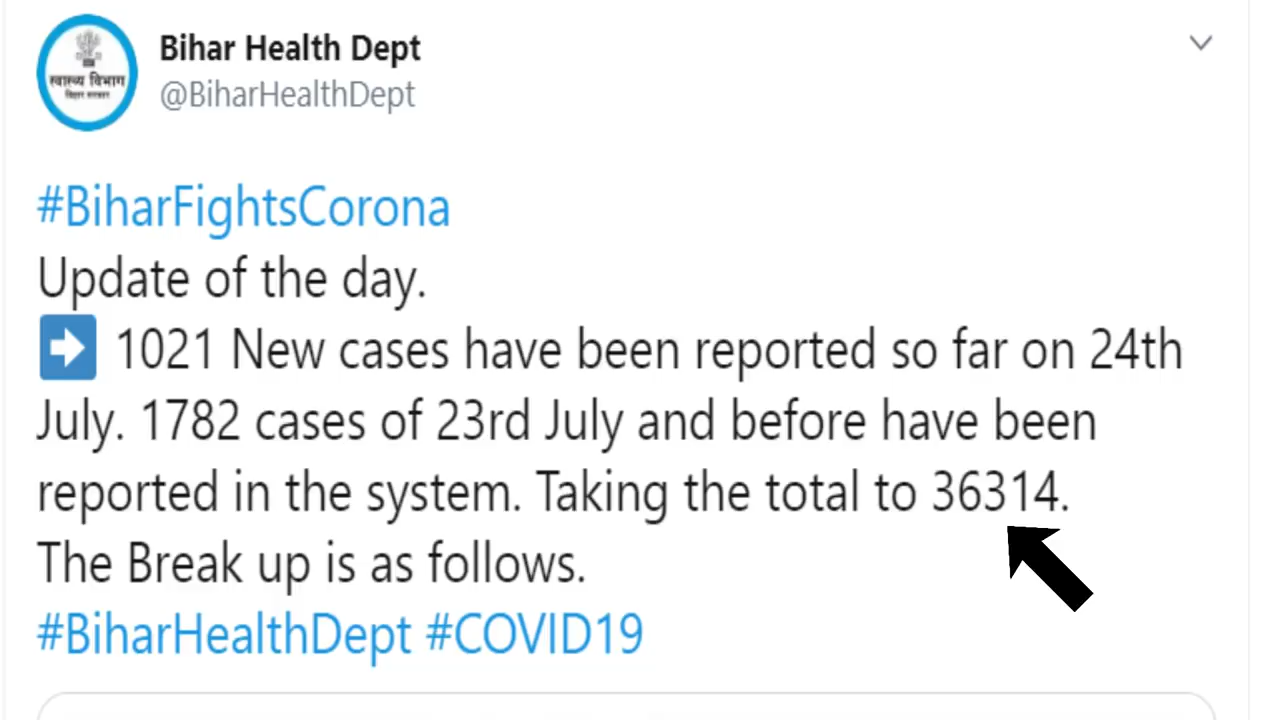 Bihar Health Dept
@BiharHealthDept
स्वास्थ्य विभाग
बिहार सरकार
#BiharFightsCorona
Update of the day.
➡️ 1021 New cases have been reported so far on 24th
July. 1782 cases of 23rd July and before have been
reported in the system. Taking the total to 36314.
The Break up is as follows.
#BiharHealthDept #COVID19